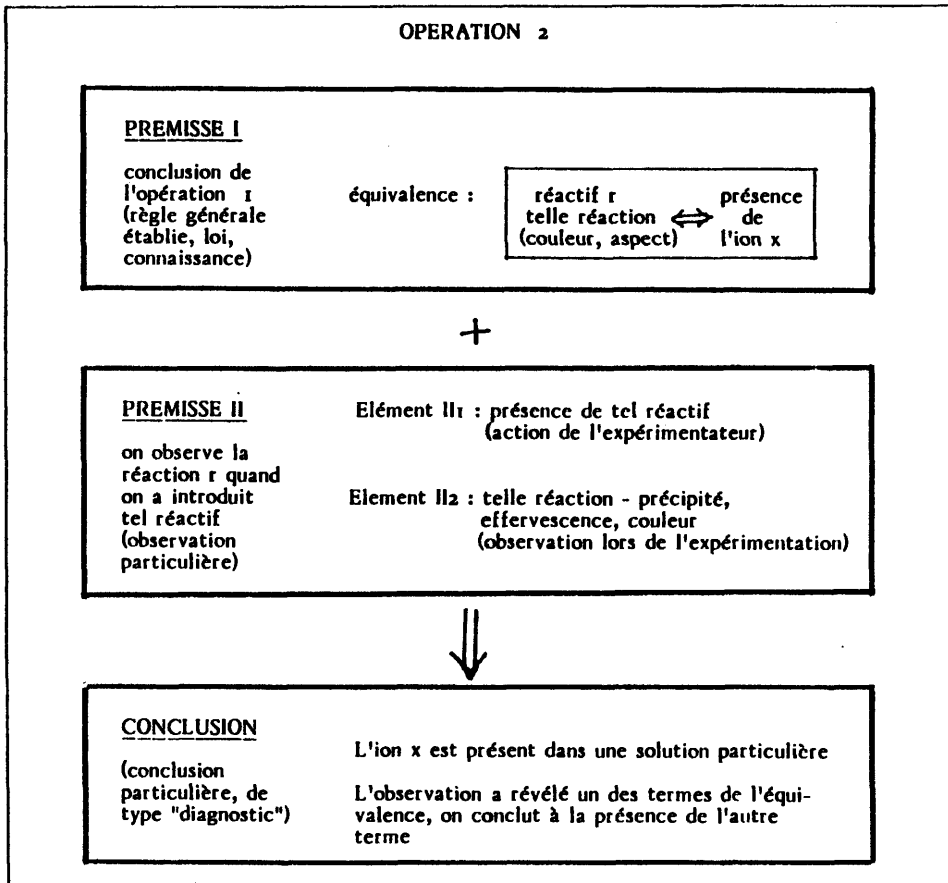 OPERATION 2
PREMISSE I
conclusion de
l'opération 1
(règle générale
établie, loi,
connaissance)
équivalence :
réactif r
telle réaction
(couleur, aspect)
⇔
présence
de
l'ion x
+
PREMISSE II
on observe la
réaction r quand
on a introduit
tel réactif
(observation
particulière)
Elément II1 : présence de tel réactif
(action de l'expérimentateur)
Element II2 : telle réaction - précipité,
effervescence, couleur
(observation lors de l'expérimentation)
CONCLUSION
(conclusion
particulière, de
type "diagnostic")
L'ion x est présent dans une solution particulière
L'observation a révélé un des termes de l'équi-
valence, on conclut à la présence de l'autre
terme